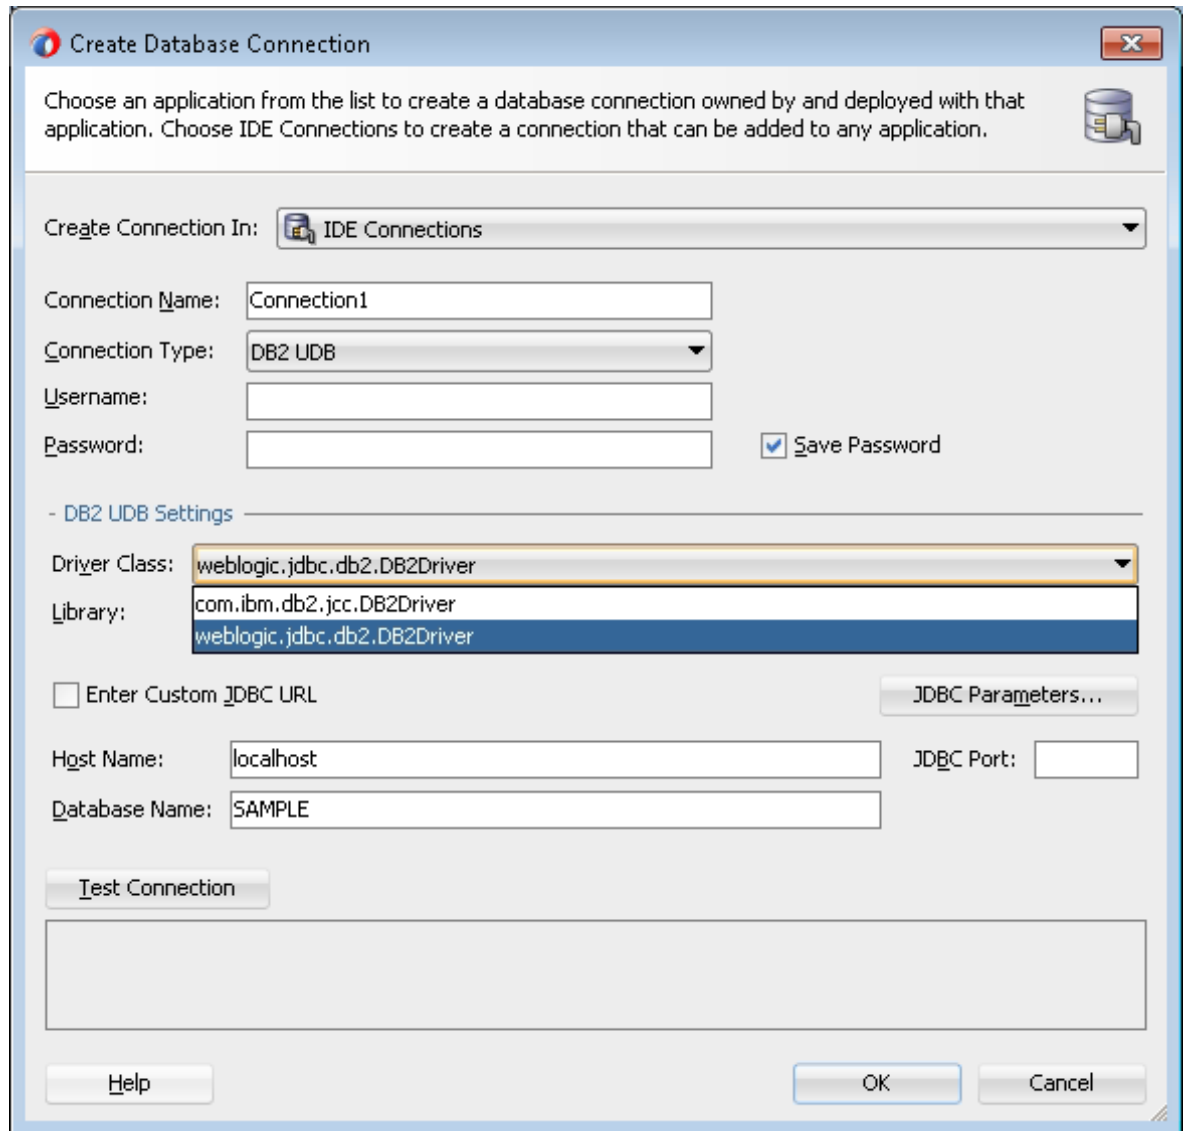 Create Database Connection
Choose an application from the list to create a database connection owned by and deployed with that
application. Choose IDE Connections to create a connection that can be added to any application.
Create Connection In: IDE Connections
Connection Name: Connection1
Connection Type: DB2 UDB
Username:
Password: Save Password
- DB2 UDB Settings
Driver Class: weblogic.jdbc.db2.DB2Driver
com.ibm.db2.jcc.DB2Driver
Library:
weblogic.jdbc.db2.DB2Driver
Enter Custom JDBC URL JDBC Parameters...
Host Name: localhost JDBC Port:
Database Name: SAMPLE
Test Connection
Help OK Cancel